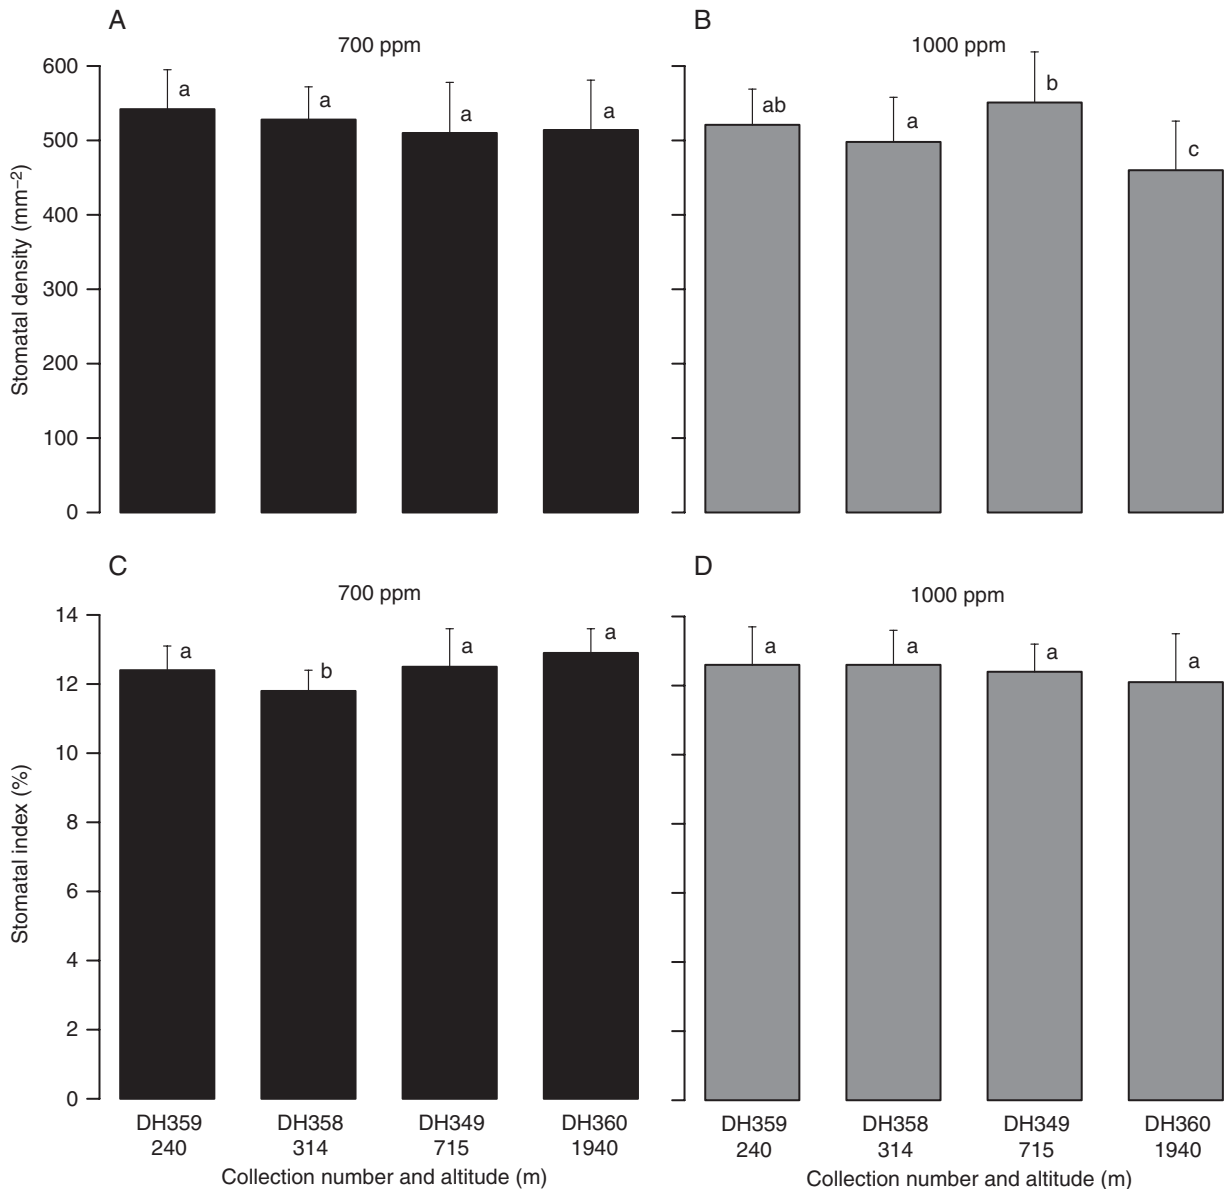 A
700 ppm
600
500
400
300
200
100
0
Stomatal density (mm⁻²)
a
a
a
a
B
1000 ppm
ab
a
b
c
C
700 ppm
14
12
10
8
6
4
2
0
Stomatal index (%)
a
b
a
a
DH359
240
DH358
314
DH349
715
DH360
1940
Collection number and altitude (m)
D
1000 ppm
a
a
a
a
DH359
240
DH358
314
DH349
715
DH360
1940
Collection number and altitude (m)